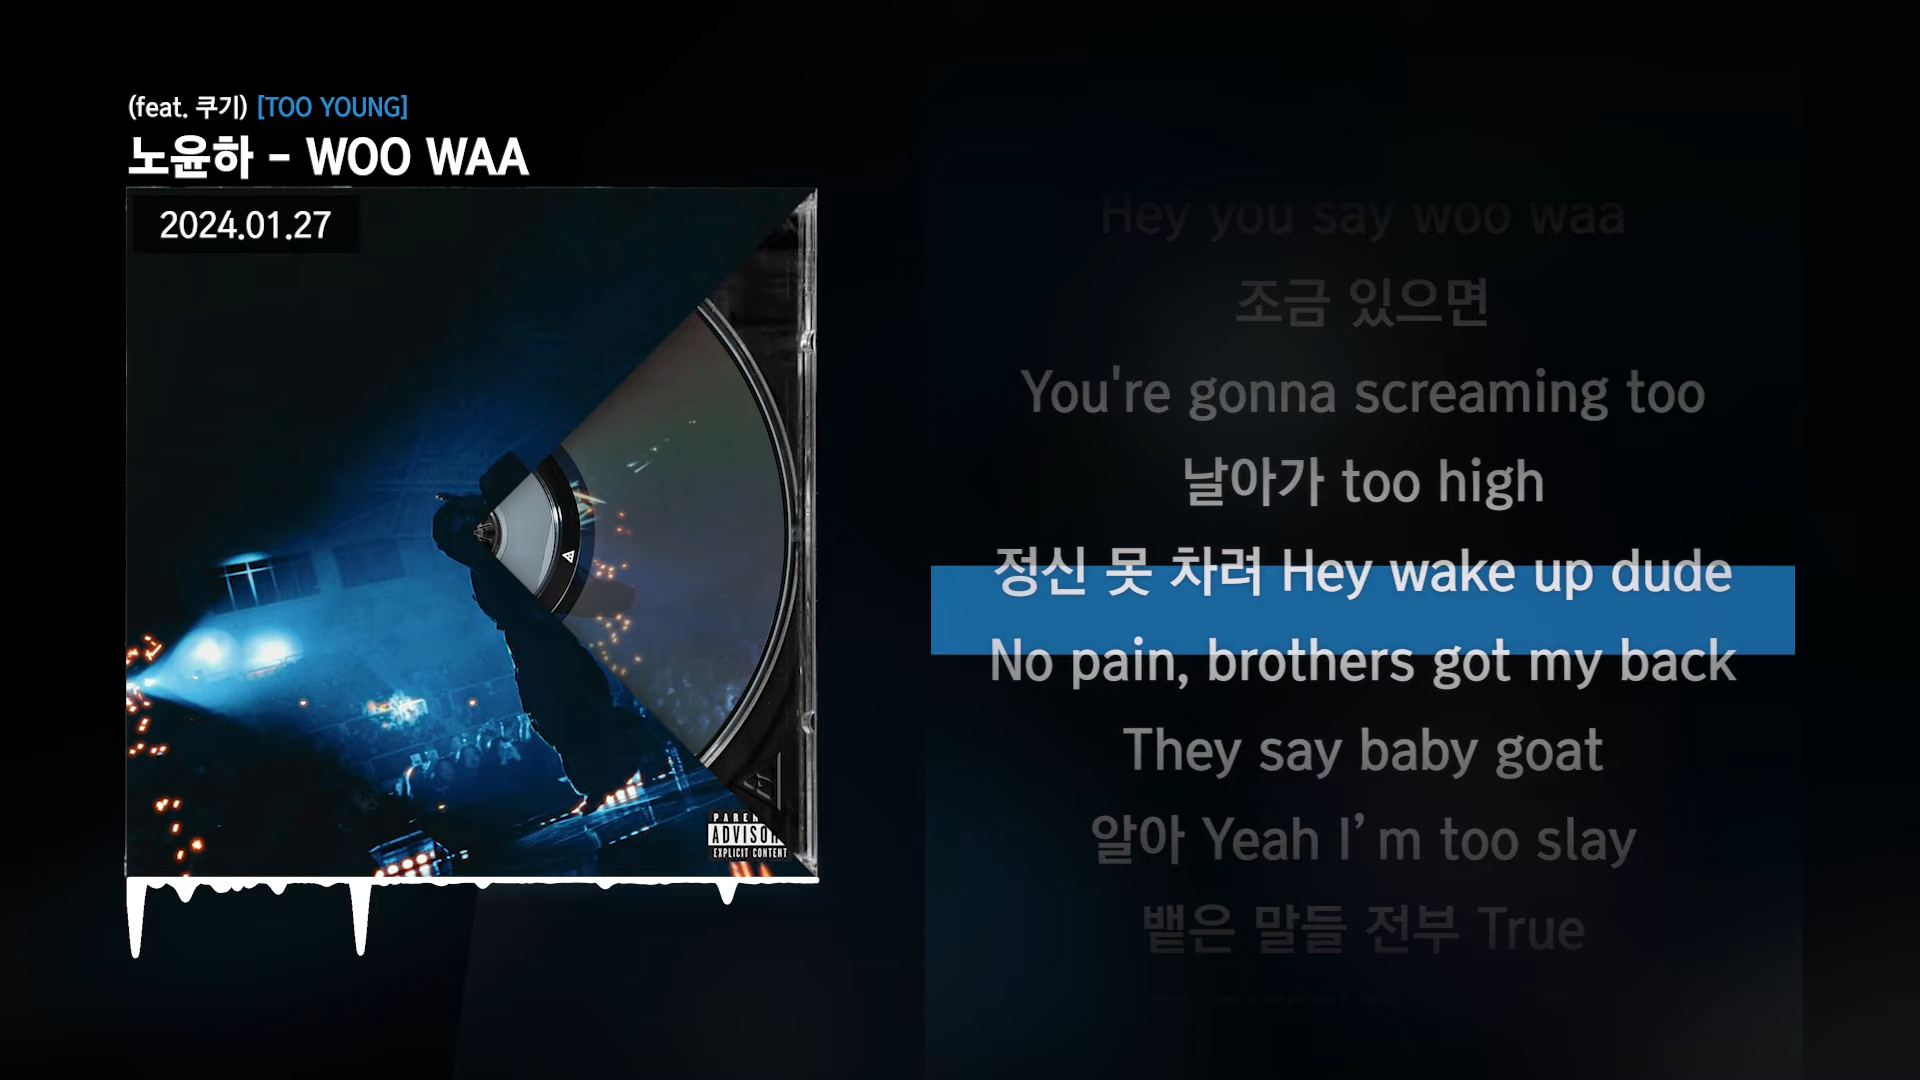 (feat. 쿠기) [TOO YOUNG]
노윤하 - WOO WAA
2024.01.27
ADVISOR
EXPLICIT CONTENT
Hey you say woo waa
조금 있으면
You're gonna screaming too
날아가 too high
정신 못 차려 Hey wake up dude
No pain, brothers got my back
They say baby goat
알아 Yeah I’m too slay
뱉은 말들 전부 True